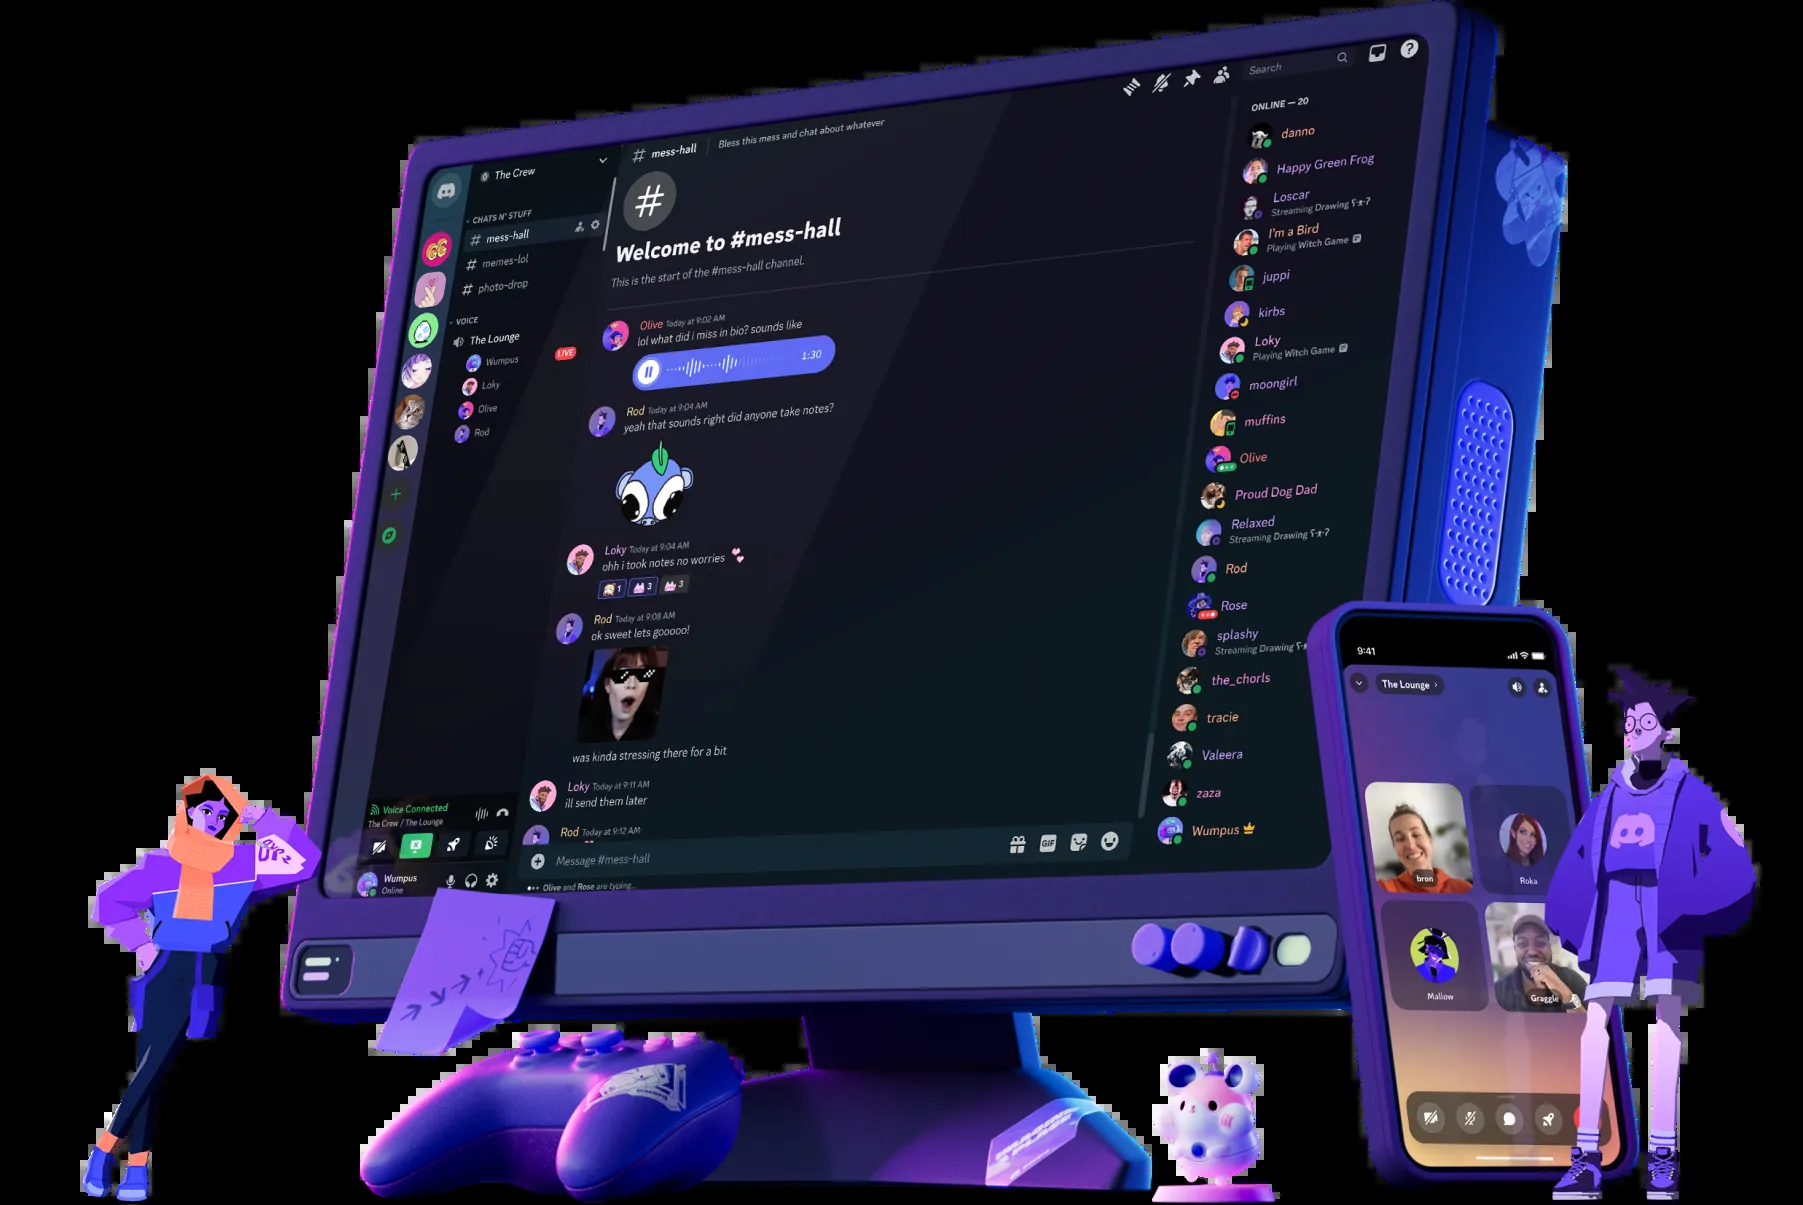 The Crew
CHATS N' STUFF
mess-hall
memes-lol
photo-drop
VOICE
The Lounge
Wumpus
LIVE
Loky
Olive
Rod
Voice Connected
The Crew / The Lounge
Wumpus
Online
# mess-hall
Bless this mess and chat about whatever
#
Welcome to #mess-hall
This is the start of the #mess-hall channel.
Olive Today at 9:02 AM
lol what did i miss in bio? sounds like
1:30
Rod Today at 9:04 AM
yeah that sounds right did anyone take notes?
Loky Today at 9:04 AM
ohh i took notes no worries
1 3 3
Rod Today at 9:08 AM
ok sweet lets gooooo!
was kinda stressing there for a bit
Loky Today at 9:11 AM
ill send them later
Rod Today at 9:12 AM
Message #mess-hall
GIF
Olive and Rose are typing...
Search
?
ONLINE — 20
danno
Happy Green Frog
Loscar
Streaming Drawing ʕ•ᴥ•ʔ
I'm a Bird
Playing Witch Game
juppi
kirbs
Loky
Playing Witch Game
moongirl
muffins
Olive
Proud Dog Dad
Relaxed
Streaming Drawing ʕ•ᴥ•ʔ
Rod
Rose
splashy
Streaming Drawing
the_chorls
tracie
Valeera
zaza
Wumpus
9:41
The Lounge ›
bron
Roka
Mallow
Graggle